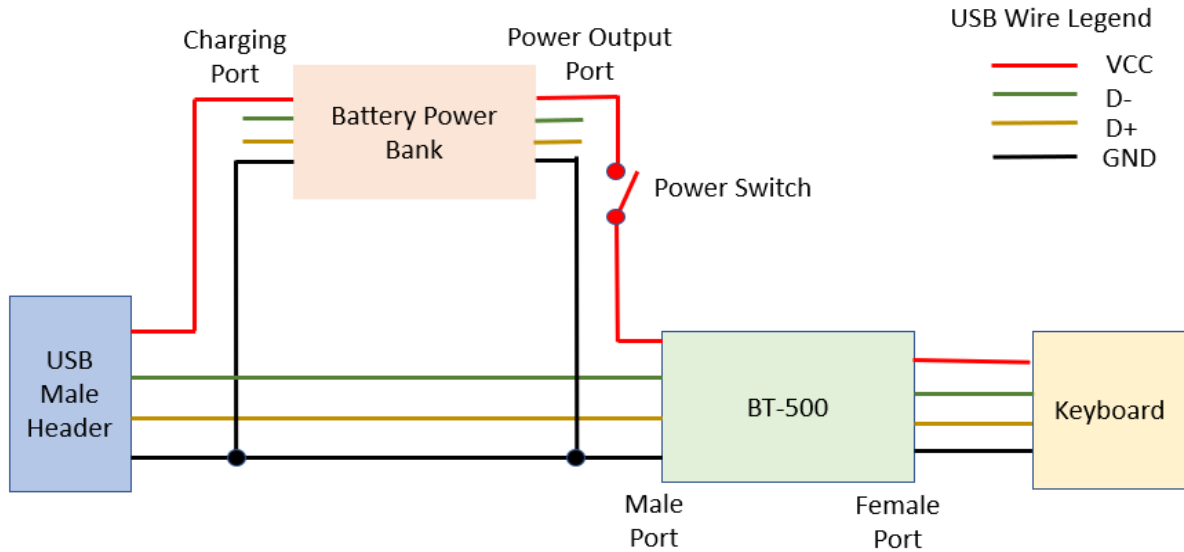 USB Wire Legend
VCC
D-
D+
GND
Charging
Port
Power Output
Port
Battery Power
Bank
Power Switch
USB
Male
Header
BT-500
Keyboard
Male
Port
Female
Port